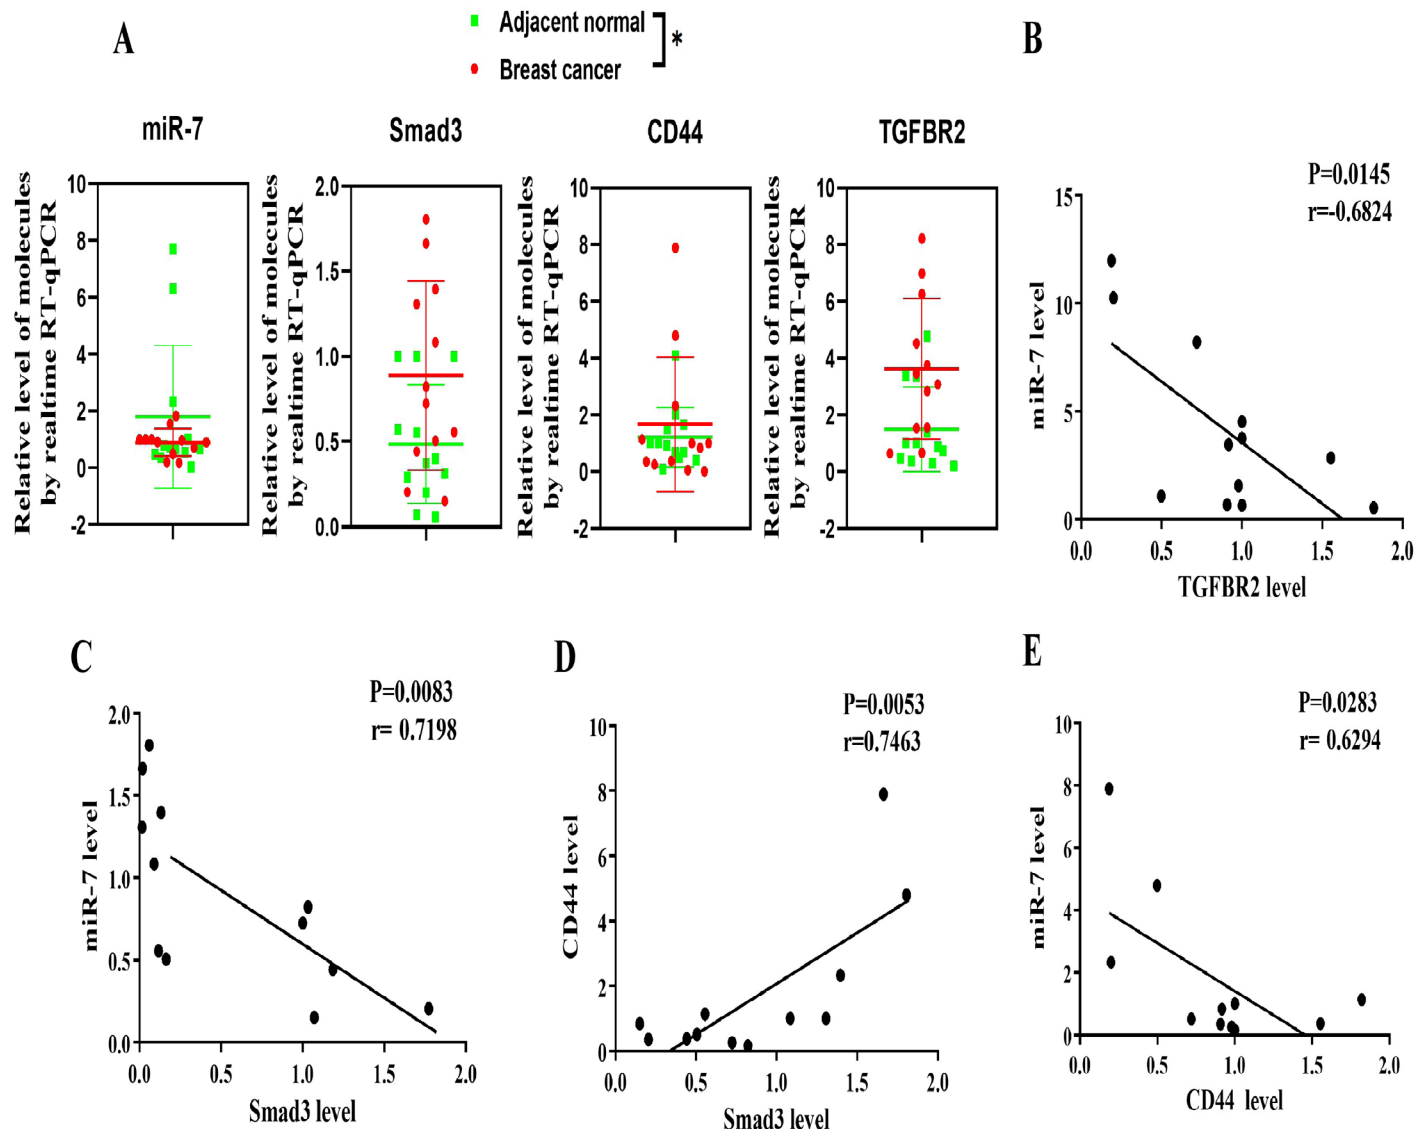 A
Adjacent normal
*
Breast cancer
B
miR-7
Smad3
CD44
TGFBR2
Relative level of molecules
by realtime RT-qPCR
10
8
6
4
2
0
-2
Relative level of molecules
by realtime RT-qPCR
2.0
1.5
1.0
0.5
0.0
Relative level of molecules
by realtime RT-qPCR
10
8
6
4
2
0
-2
Relative level of molecules
by realtime RT-qPCR
10
8
6
4
2
0
-2
P=0.0145
r=-0.6824
miR-7 level
15
10
5
0
0.0 0.5 1.0 1.5 2.0
TGFBR2 level
C
P=0.0083
r= 0.7198
miR-7 level
2.0
1.5
1.0
0.5
0.0
0.0 0.5 1.0 1.5 2.0
Smad3 level
D
P=0.0053
r=0.7463
CD44 level
10
8
6
4
2
0
0.0 0.5 1.0 1.5 2.0
Smad3 level
E
P=0.0283
r= 0.6294
miR-7 level
10
8
6
4
2
0
0.0 0.5 1.0 1.5 2.0
CD44 level